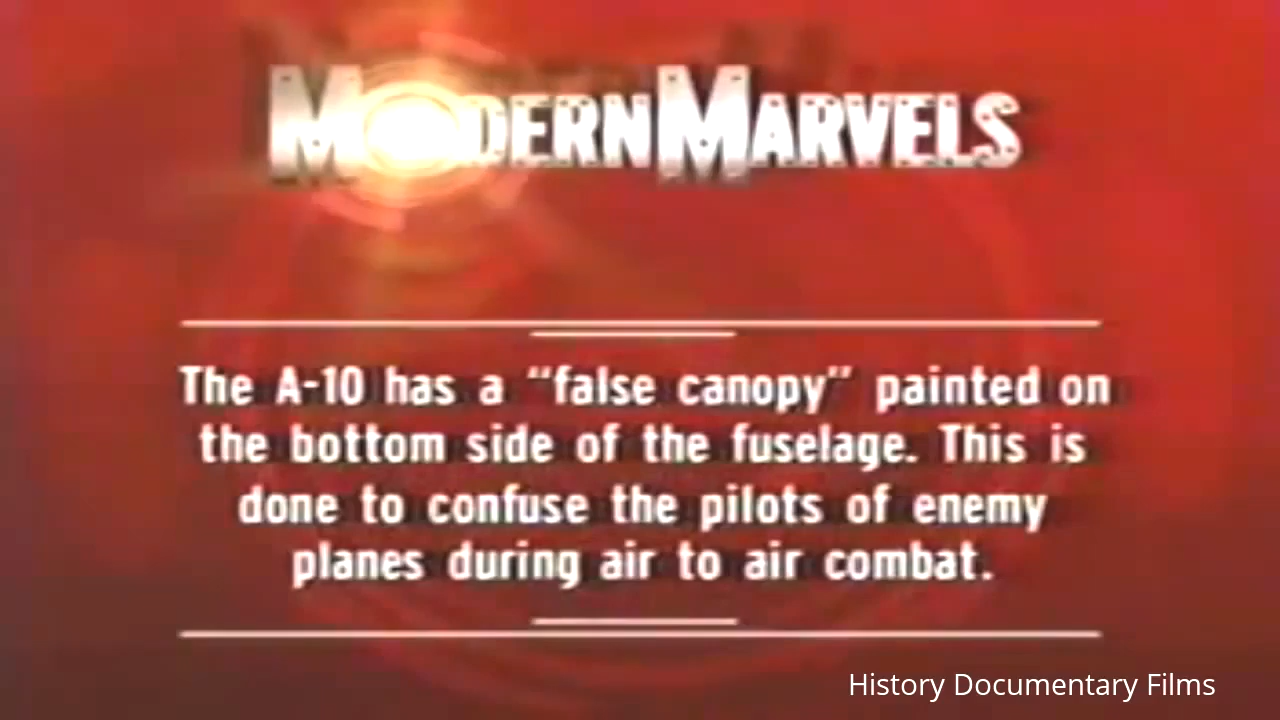 MODERNMARVELS
The A-10 has a “false canopy” painted on
the bottom side of the fuselage. This is
done to confuse the pilots of enemy
planes during air to air combat.
History Documentary Films